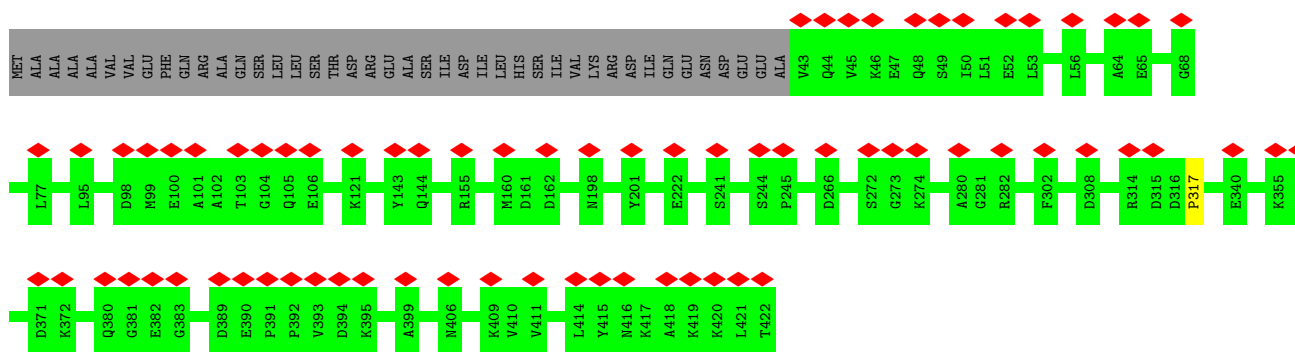 MET ALA ALA ALA ALA VAL VAL GLU PHE GLN ARG ALA GLN SER LEU LEU SER THR ASP ARG GLU ALA SER ILE ASP ILE LEU HIS SER ILE VAL LYS ARG ASP ILE GLN GLU ASN ASP GLU GLU ALA V43 Q44 V45 K46 E47 Q48 S49 I50 L51 E52 L53 L56 A64 E65 G68
L77 L95 D98 M99 E100 A101 A102 T103 G104 Q105 E106 K121 Y143 Q144 R155 M160 D161 D162 N198 Y201 E222 S241 S244 P245 D266 S272 G273 K274 A280 G281 R282 F302 D308 R314 D315 D316 P317 E340 K355
D371 K372 Q380 G381 E382 G383 D389 E390 P391 P392 V393 D394 K395 A399 N406 K409 V410 V411 L414 Y415 N416 K417 A418 K419 K420 L421 T422